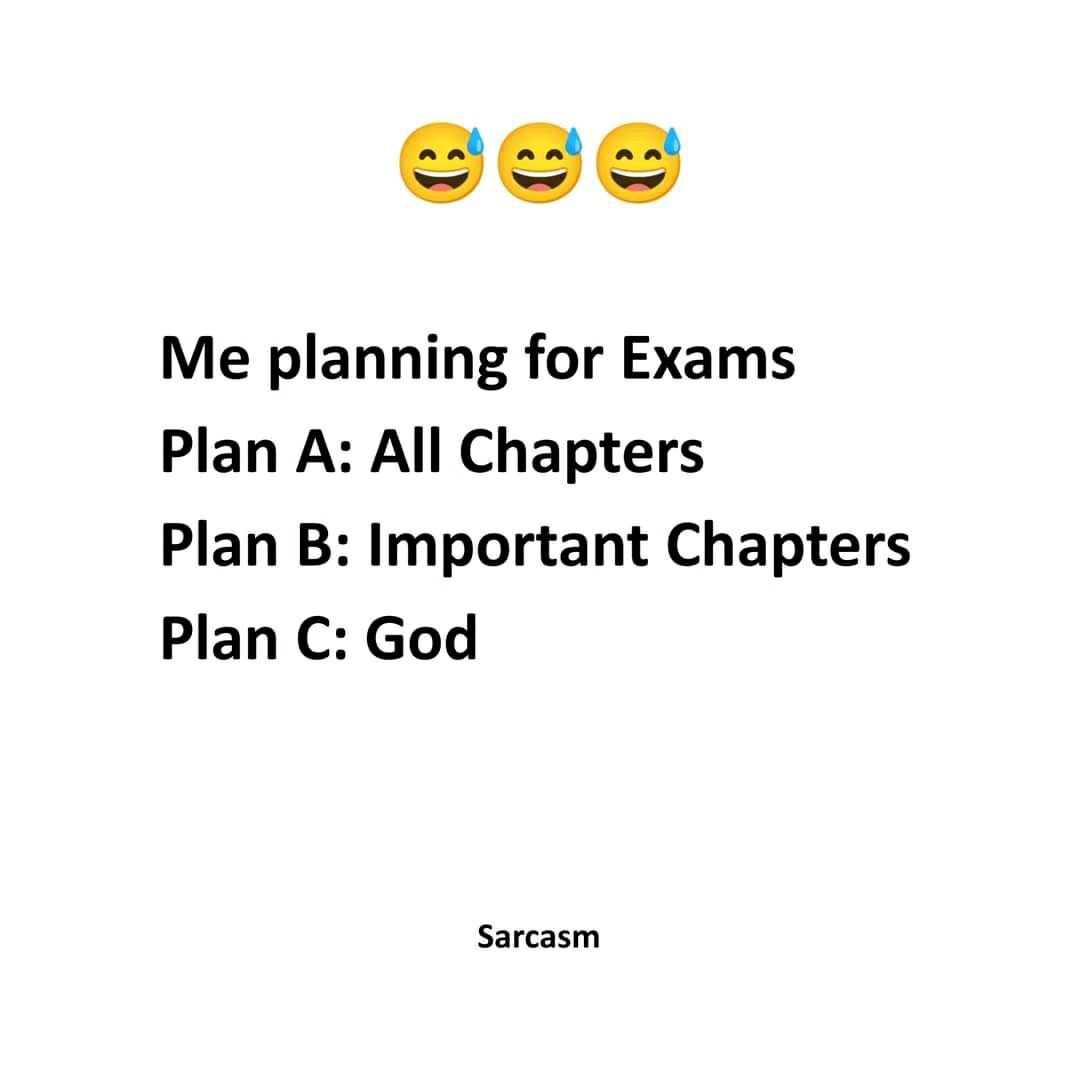 😅😅😅
Me planning for Exams
Plan A: All Chapters
Plan B: Important Chapters
Plan C: God
Sarcasm